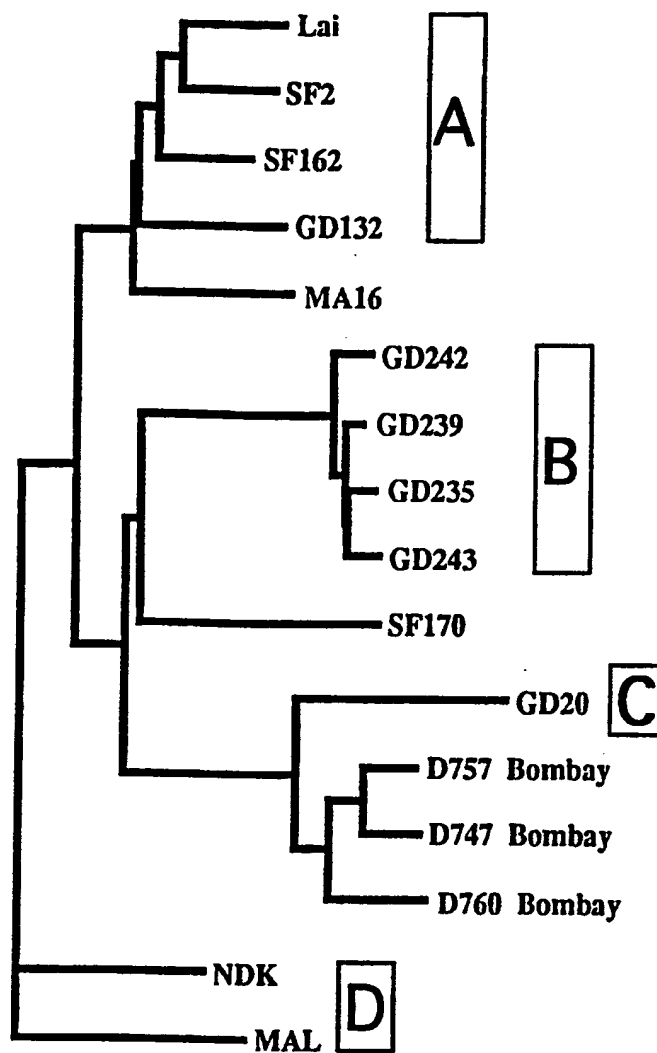 Lai
SF2
A
SF162
GD132
MA16
GD242
GD239
B
GD235
GD243
SF170
GD20
C
D757 Bombay
D747 Bombay
D760 Bombay
NDK
D
MAL